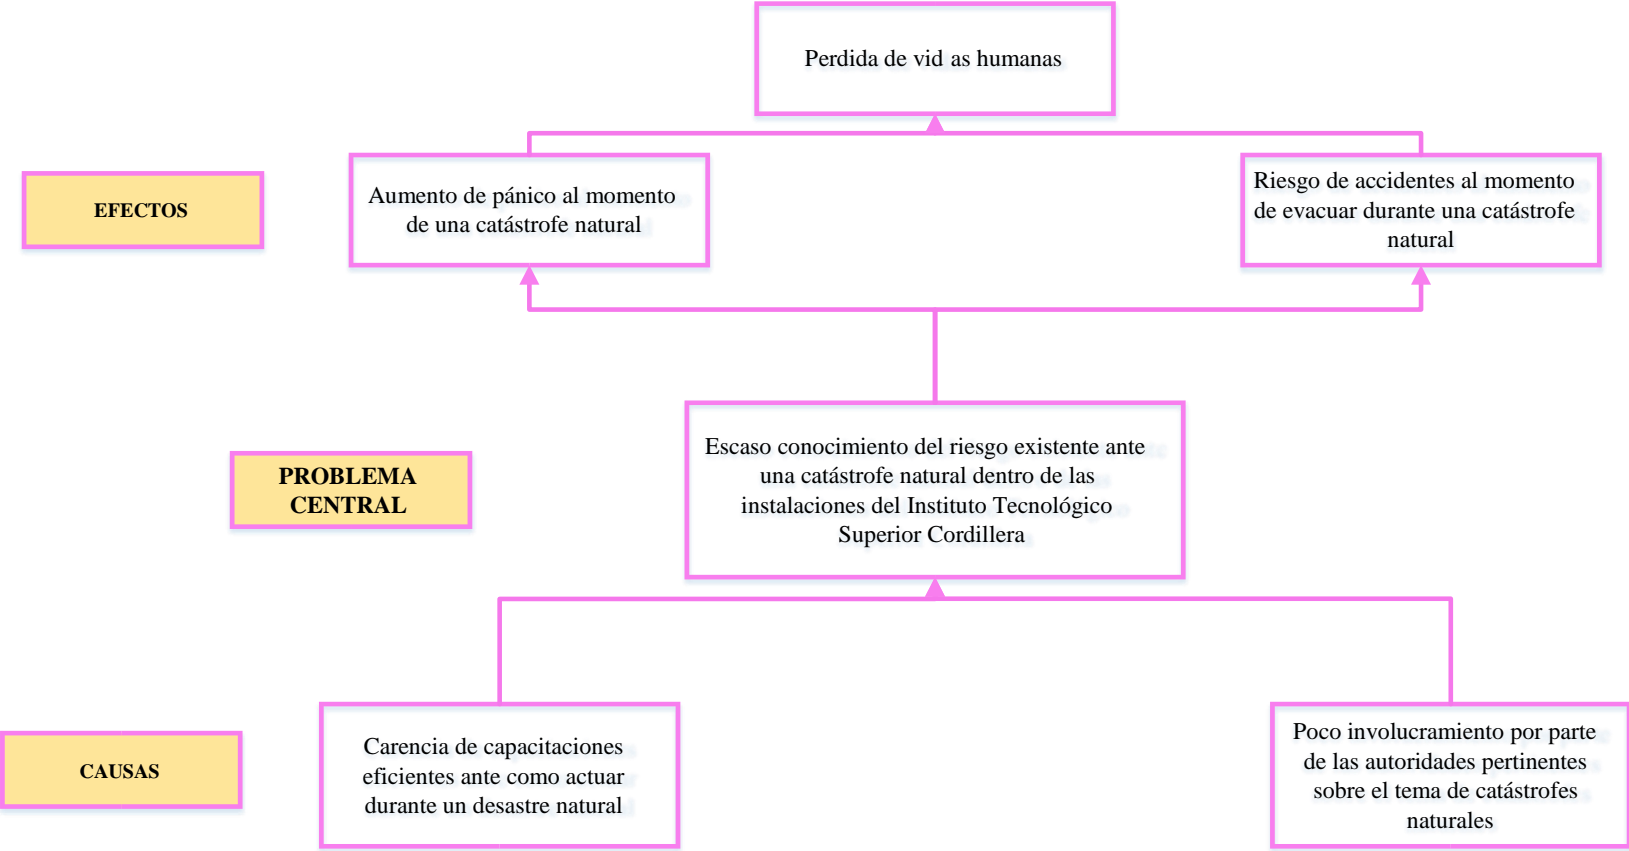 Perdida de vid as humanas
EFECTOS
Aumento de pánico al momento
de una catástrofe natural
Riesgo de accidentes al momento
de evacuar durante una catástrofe
natural
PROBLEMA
CENTRAL
Escaso conocimiento del riesgo existente ante
una catástrofe natural dentro de las
instalaciones del Instituto Tecnológico
Superior Cordillera
CAUSAS
Carencia de capacitaciones
eficientes ante como actuar
durante un desastre natural
Poco involucramiento por parte
de las autoridades pertinentes
sobre el tema de catástrofes
naturales